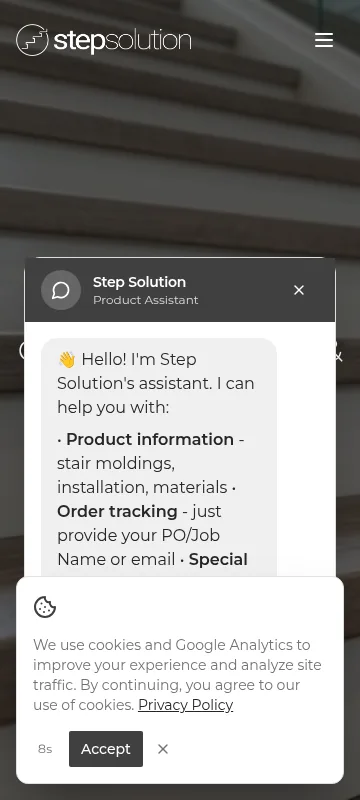 stepsolution
Step Solution
Product Assistant
👋 Hello! I'm Step
Solution's assistant. I can
help you with:
• Product information -
stair moldings,
installation, materials •
Order tracking - just
provide your PO/Job
Name or email • Special
We use cookies and Google Analytics to
improve your experience and analyze site
traffic. By continuing, you agree to our
use of cookies. Privacy Policy
8s
Accept